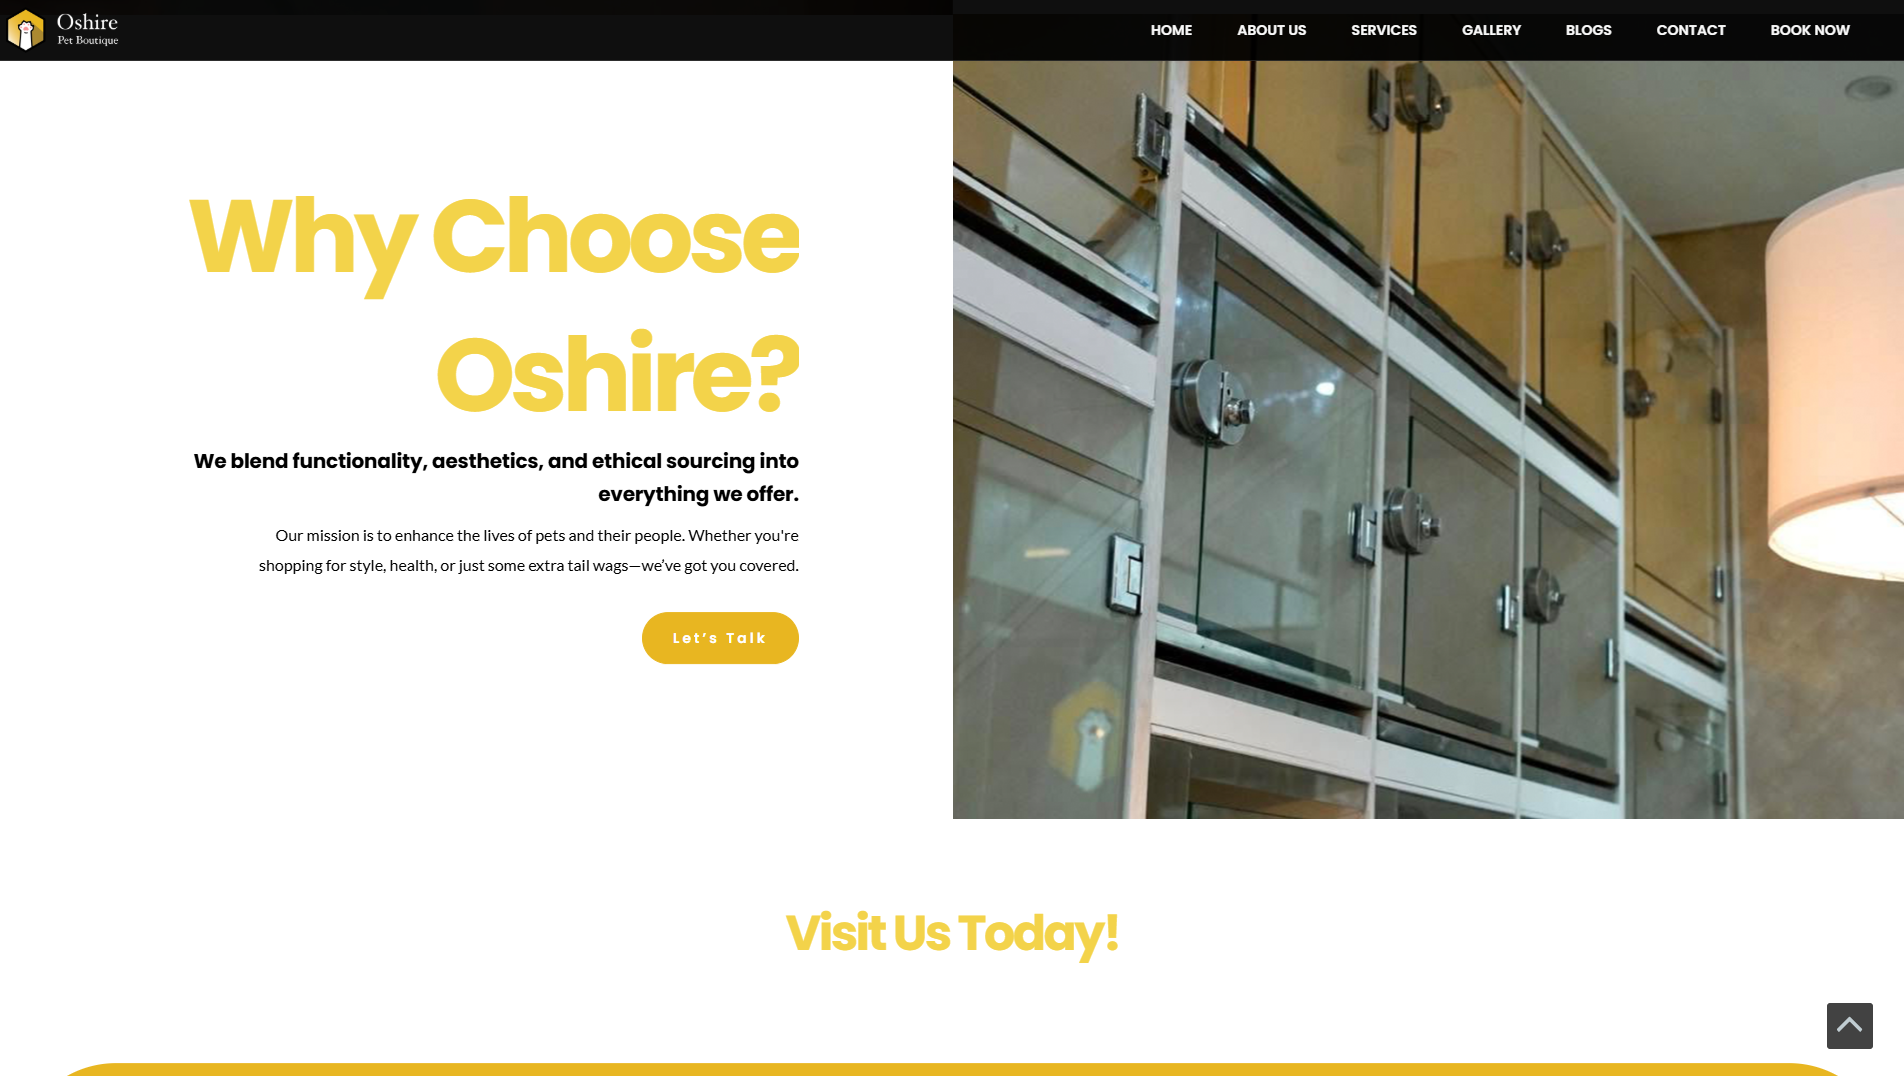 Oshire
Pet Boutique
HOME ABOUT US SERVICES GALLERY BLOGS CONTACT BOOK NOW
Why Choose
Oshire?
We blend functionality, aesthetics, and ethical sourcing into
everything we offer.
Our mission is to enhance the lives of pets and their people. Whether you're
shopping for style, health, or just some extra tail wags—we’ve got you covered.
Let’s Talk
Visit Us Today!